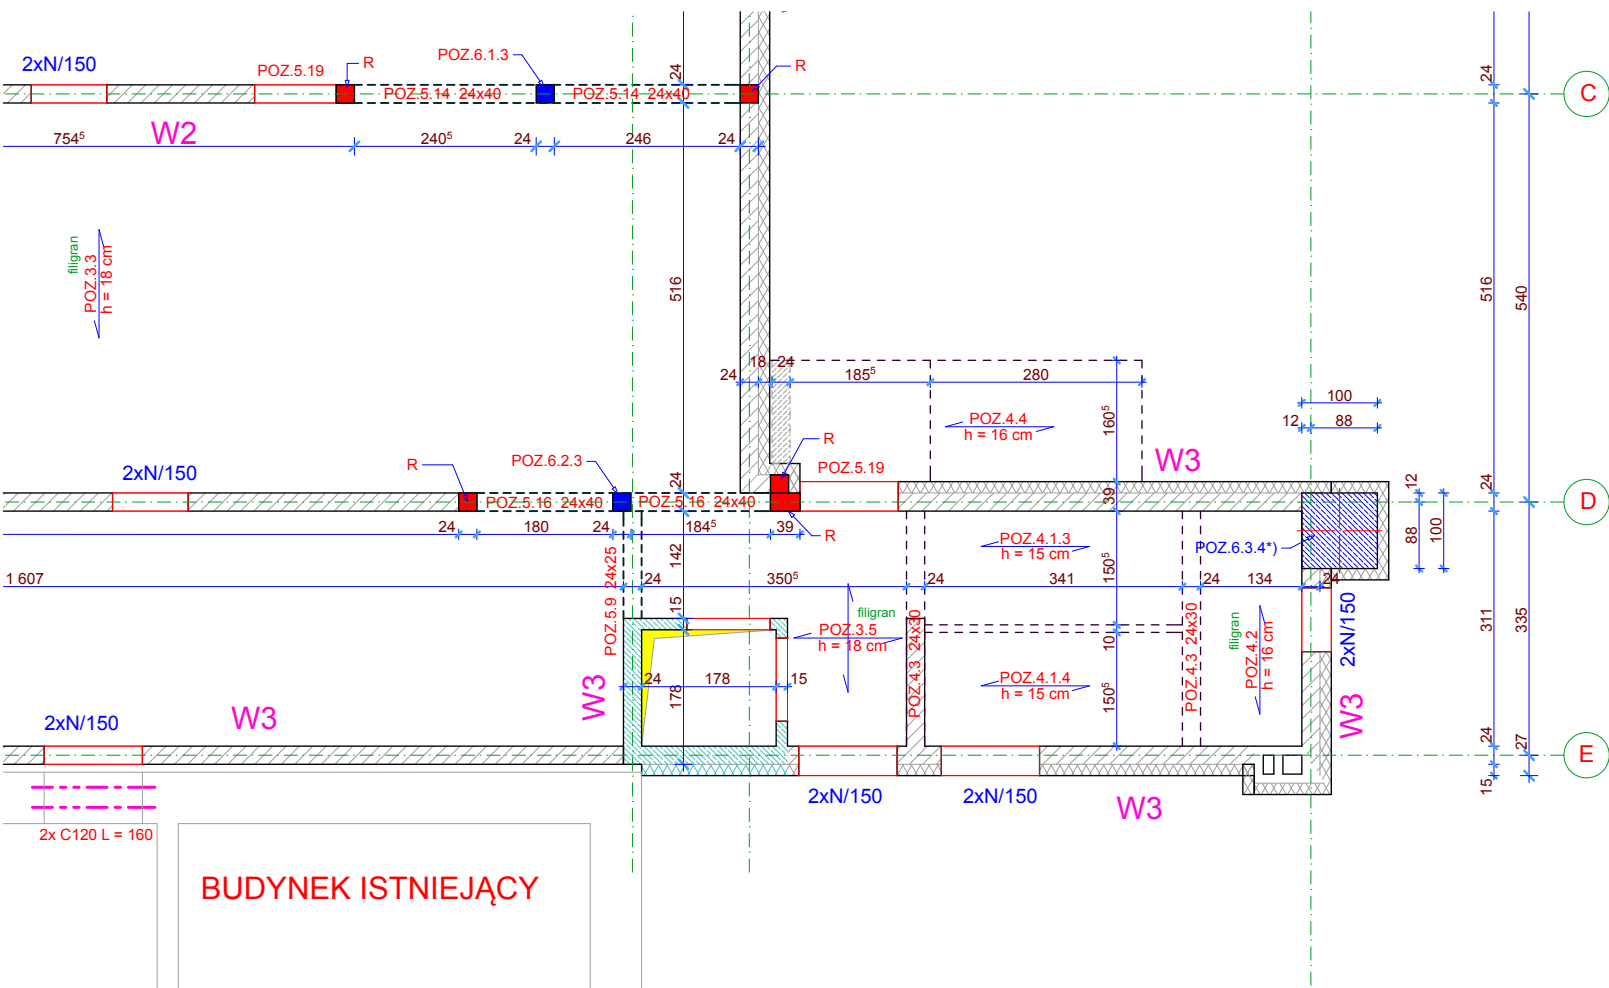 2xN/150
POZ.5.19
R
POZ.6.1.3
R
24
24
C
POZ.5.14 24x40
POZ.5.14 24x40
W2
754⁵
240⁵
24
246
24
filigran
POZ.3.3
h = 18 cm
516
516
540
24
18
24
185⁵
280
160⁵
POZ.4.4
h = 16 cm
100
12
88
W3
2xN/150
R
POZ.6.2.3
R
POZ.5.19
24
39
12
24
D
POZ.5.16 24x40
POZ.5.16 24x40
24
180
24
184⁵
39
R
POZ.4.1.3
h = 15 cm
POZ.6.3.4*)
88
100
1 607
POZ.5.9 24x25
24
142
350⁵
24
341
150⁵
24
134
24
15
filigran
POZ.3.5
h = 18 cm
POZ.4.3 24x30
10
POZ.4.3 24x30
filigran
POZ.4.2
h = 16 cm
2xN/150
311
335
W3
24
178
178
15
POZ.4.1.4
h = 15 cm
150⁵
W3
2xN/150
W3
24
27
E
15
2xN/150
2xN/150
W3
2x C120 L = 160
BUDYNEK ISTNIEJĄCY